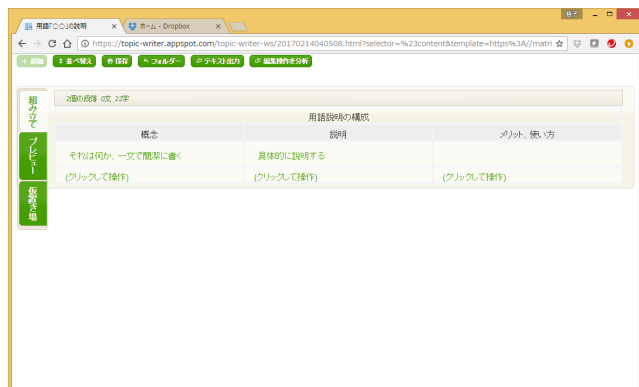 格子
用語「〇〇」の説明 × ホーム - Dropbox ×
https://topic-writer.appspot.com/topic-writer-ws/20170214040508.html?selector=%23content&template=https%3A//matri
+ 追加 並べ替え 保存 フォルダー テキスト出力 編集操作を分析
組み立て
プレビュー
仮置き場
2個の段落 0文 22字
用語説明の構成
概念 説明 メリット、使い方
それは何か、一文で簡潔に書く 具体的に説明する
(クリックして操作) (クリックして操作) (クリックして操作)